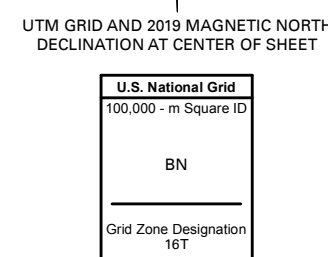 UTM GRID AND 2019 MAGNETIC NORTH
DECLINATION AT CENTER OF SHEET
U.S. National Grid
100,000 - m Square ID
BN
Grid Zone Designation
16T